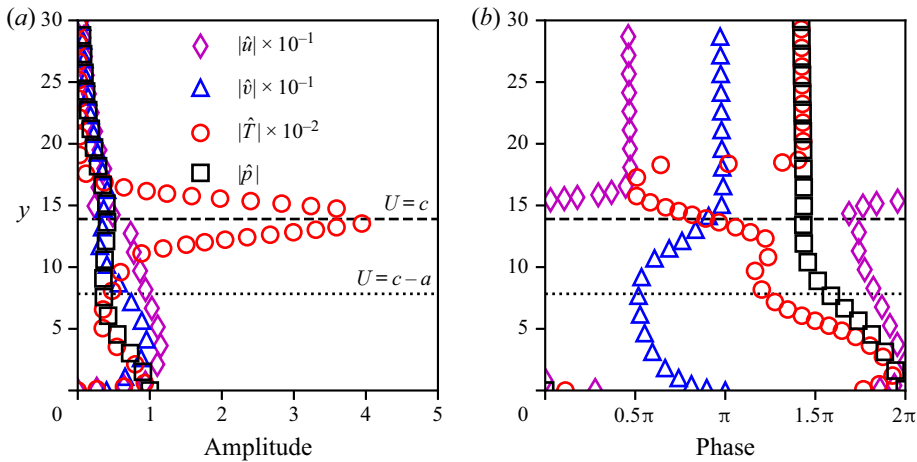 (a)
30
25
20
15
10
5
0
y
|û| × 10⁻¹
|v̂| × 10⁻¹
|T̂| × 10⁻²
|p̂|
U = c
U = c – a
1 2 3 4 5
Amplitude
(b)
30
25
20
15
10
5
0
U = c
U = c – a
0.5π π 1.5π 2π
Phase